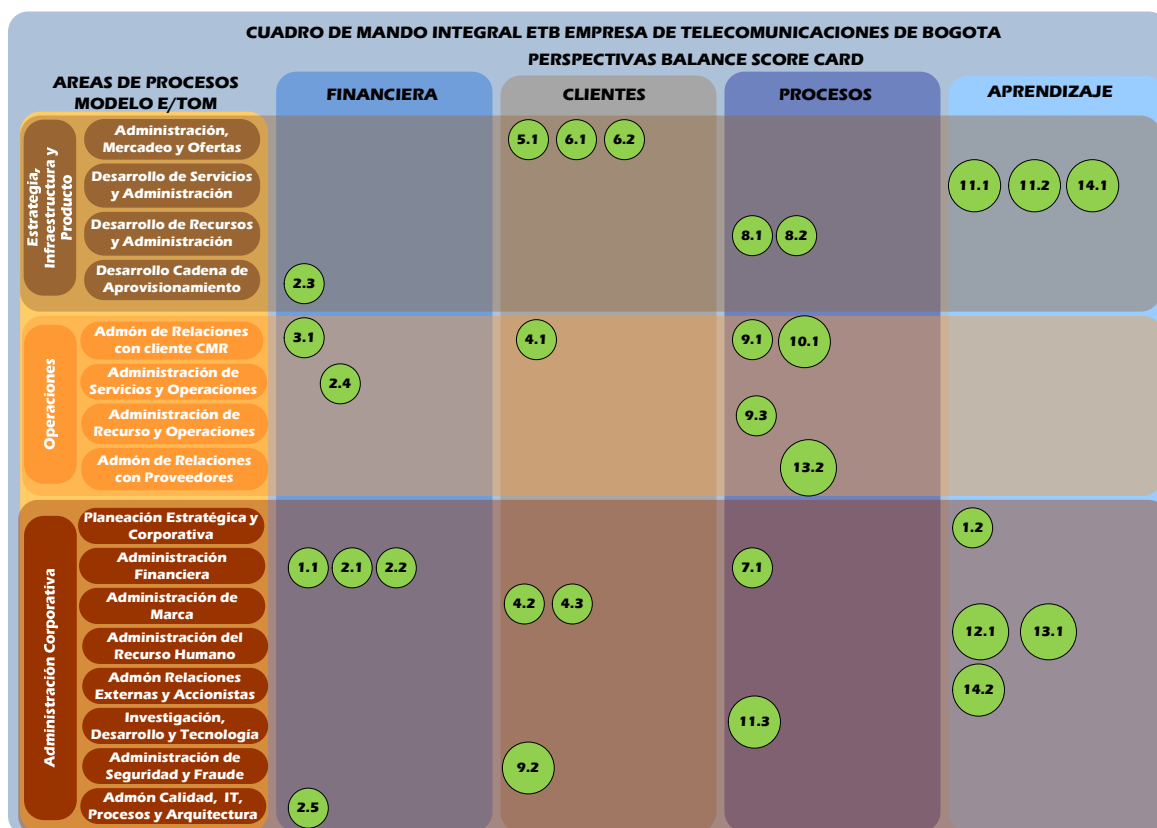 CUADRO DE MANDO INTEGRAL ETB EMPRESA DE TELECOMUNICACIONES DE BOGOTA
PERSPECTIVAS BALANCE SCORE CARD
AREAS DE PROCESOS
MODELO E/TOM
FINANCIERA
CLIENTES
PROCESOS
APRENDIZAJE
Estrategia,
Infraestructura y
Producto
Administración,
Mercadeo y Ofertas
5.1
6.1
6.2
Desarrollo de Servicios
y Administración
11.1
11.2
14.1
Desarrollo de Recursos
y Administración
8.1
8.2
Desarrollo Cadena de
Aprovisionamiento
2.3
Operaciones
Admón de Relaciones
con cliente CMR
3.1
4.1
9.1
10.1
Administración de
Servicios y Operaciones
2.4
Administración de
Recurso y Operaciones
9.3
Admón de Relaciones
con Proveedores
13.2
Administración Corporativa
Planeación Estratégica y
Corporativa
1.2
Administración
Financiera
1.1
2.1
2.2
7.1
Administración de
Marca
4.2
4.3
Administración del
Recurso Humano
12.1
13.1
Admón Relaciones
Externas y Accionistas
14.2
Investigación,
Desarrollo y Tecnología
11.3
Administración de
Seguridad y Fraude
9.2
Admón Calidad, IT,
Procesos y Arquitectura
2.5